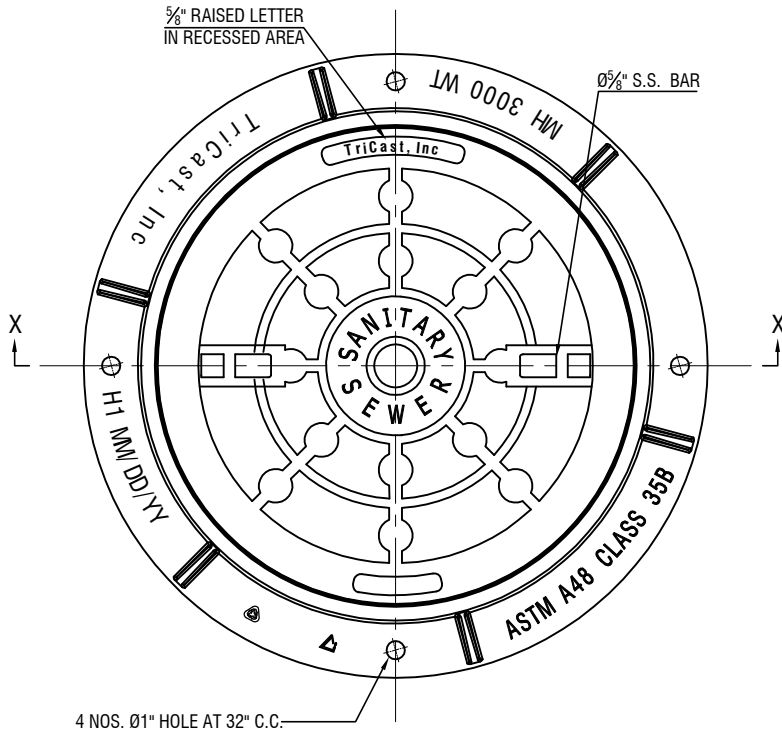 ⅝" RAISED LETTER
IN RECESSED AREA
MH 3000 WT
Ø⅝" S.S. BAR
TriCast, Inc
TriCast, Inc
X
X
SANITARY
SEWER
H1 MM/DD/YY
ASTM A48 CLASS 35B
4 NOS. Ø1" HOLE AT 32" C.C.